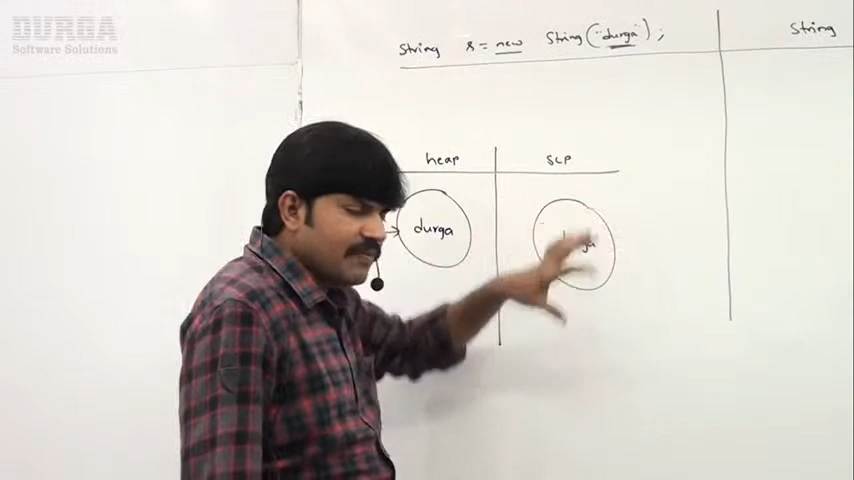 DURGA
Software Solutions
String s = new String("durga");
String
heap
SCP
durga